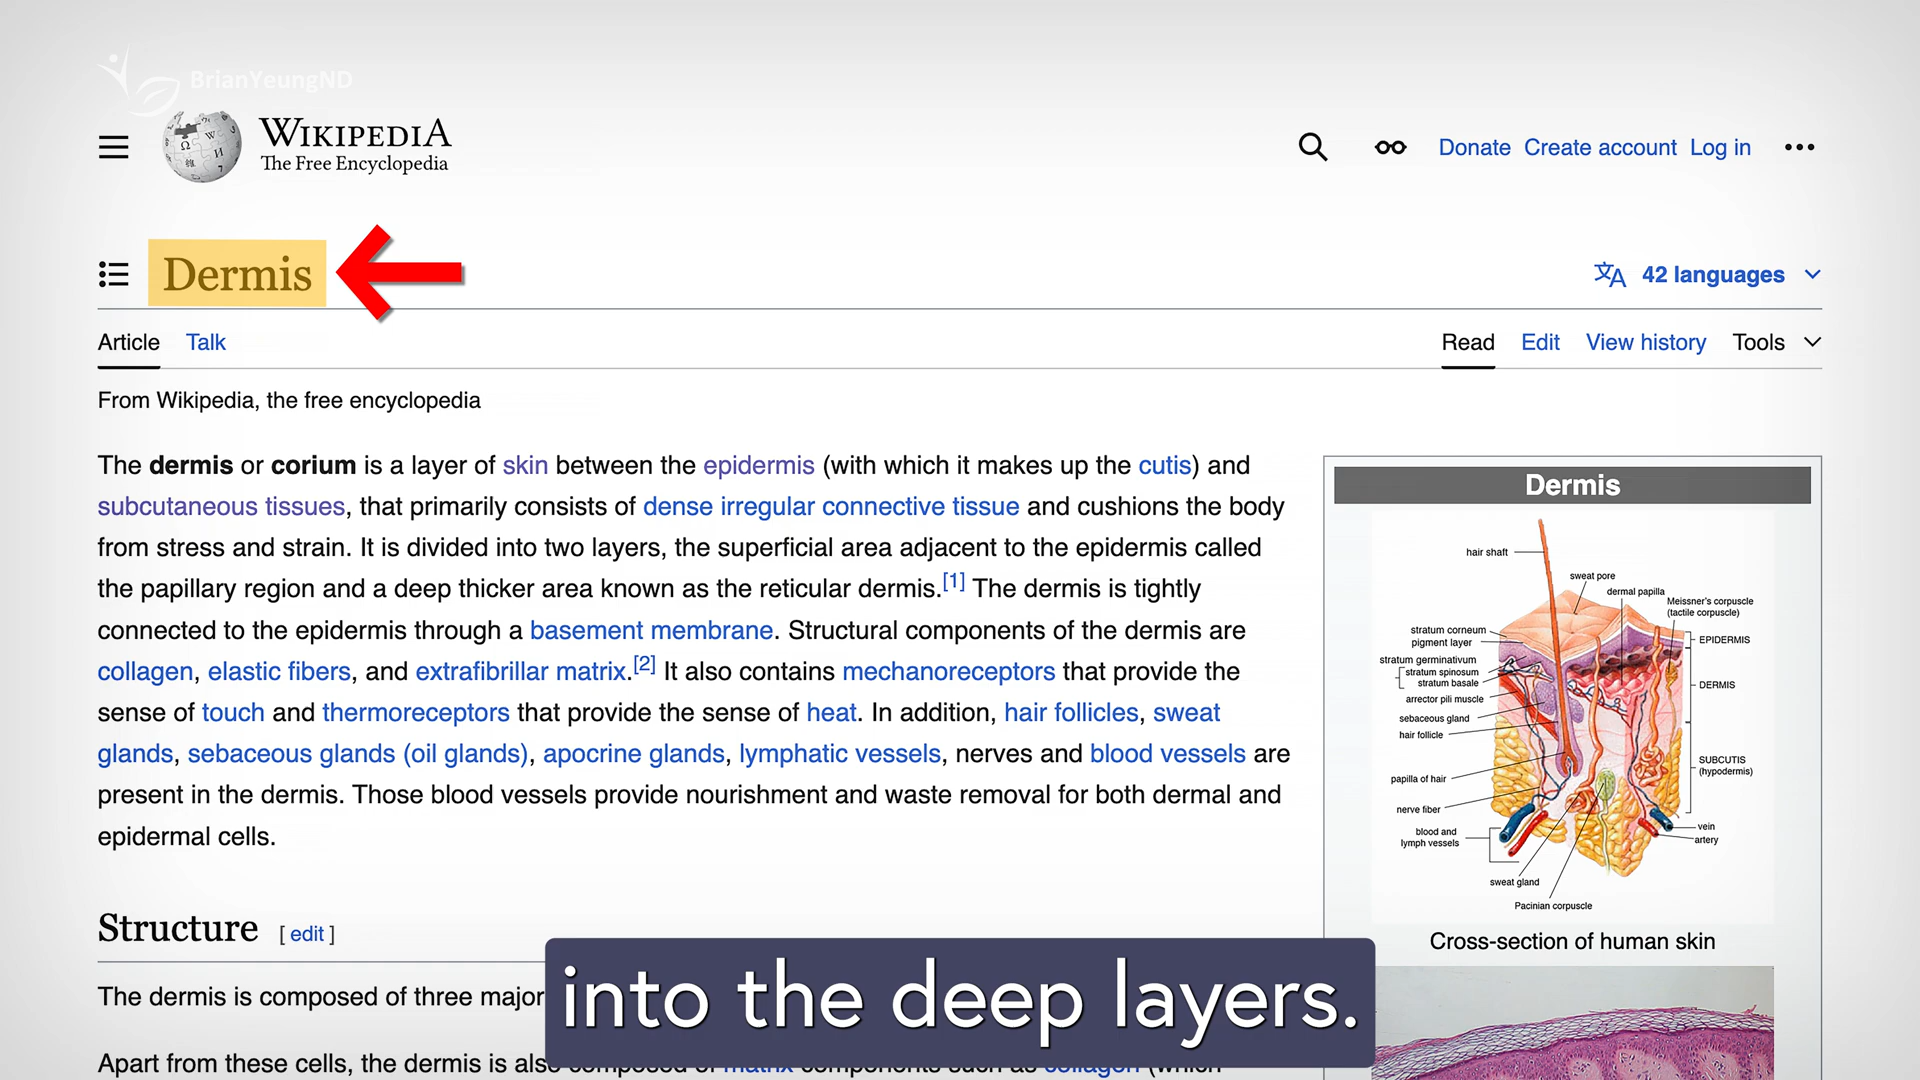 BrianYeungND
WIKIPEDIA
The Free Encyclopedia
Donate Create account Log in
Dermis
42 languages
Article Talk
Read Edit View history Tools
From Wikipedia, the free encyclopedia
The dermis or corium is a layer of skin between the epidermis (with which it makes up the cutis) and
subcutaneous tissues, that primarily consists of dense irregular connective tissue and cushions the body
from stress and strain. It is divided into two layers, the superficial area adjacent to the epidermis called
the papillary region and a deep thicker area known as the reticular dermis.[1] The dermis is tightly
connected to the epidermis through a basement membrane. Structural components of the dermis are
collagen, elastic fibers, and extrafibrillar matrix.[2] It also contains mechanoreceptors that provide the
sense of touch and thermoreceptors that provide the sense of heat. In addition, hair follicles, sweat
glands, sebaceous glands (oil glands), apocrine glands, lymphatic vessels, nerves and blood vessels are
present in the dermis. Those blood vessels provide nourishment and waste removal for both dermal and
epidermal cells.
Dermis
hair shaft
sweat pore
dermal papilla
Meissner's corpuscle
(tactile corpuscle)
stratum corneum
pigment layer
EPIDERMIS
stratum germinativum
stratum spinosum
stratum basale
DERMIS
arrector pili muscle
sebaceous gland
hair follicle
SUBCUTIS
(hypodermis)
papilla of hair
nerve fiber
blood and
lymph vessels
vein
artery
sweat gland
Pacinian corpuscle
Cross-section of human skin
Structure [ edit ]
The dermis is composed of three major
into the deep layers.
Apart from these cells, the dermis is also composed of matrix components such as collagen (which